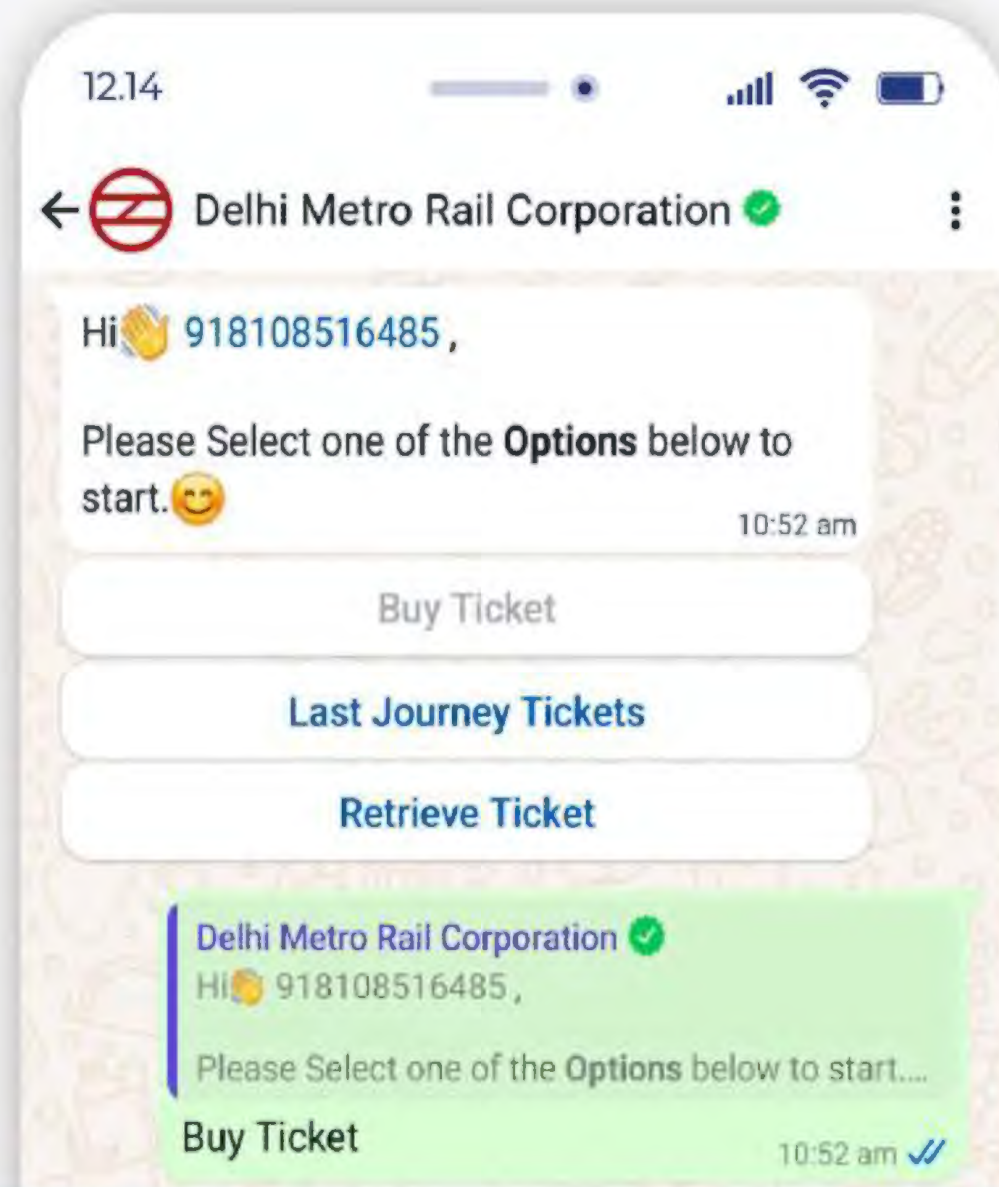 12.14
Delhi Metro Rail Corporation
Hi👋 918108516485,
Please Select one of the Options below to
start.😊
10:52 am
Buy Ticket
Last Journey Tickets
Retrieve Ticket
Delhi Metro Rail Corporation
Hi👋 918108516485,
Please Select one of the Options below to start....
Buy Ticket
10:52 am